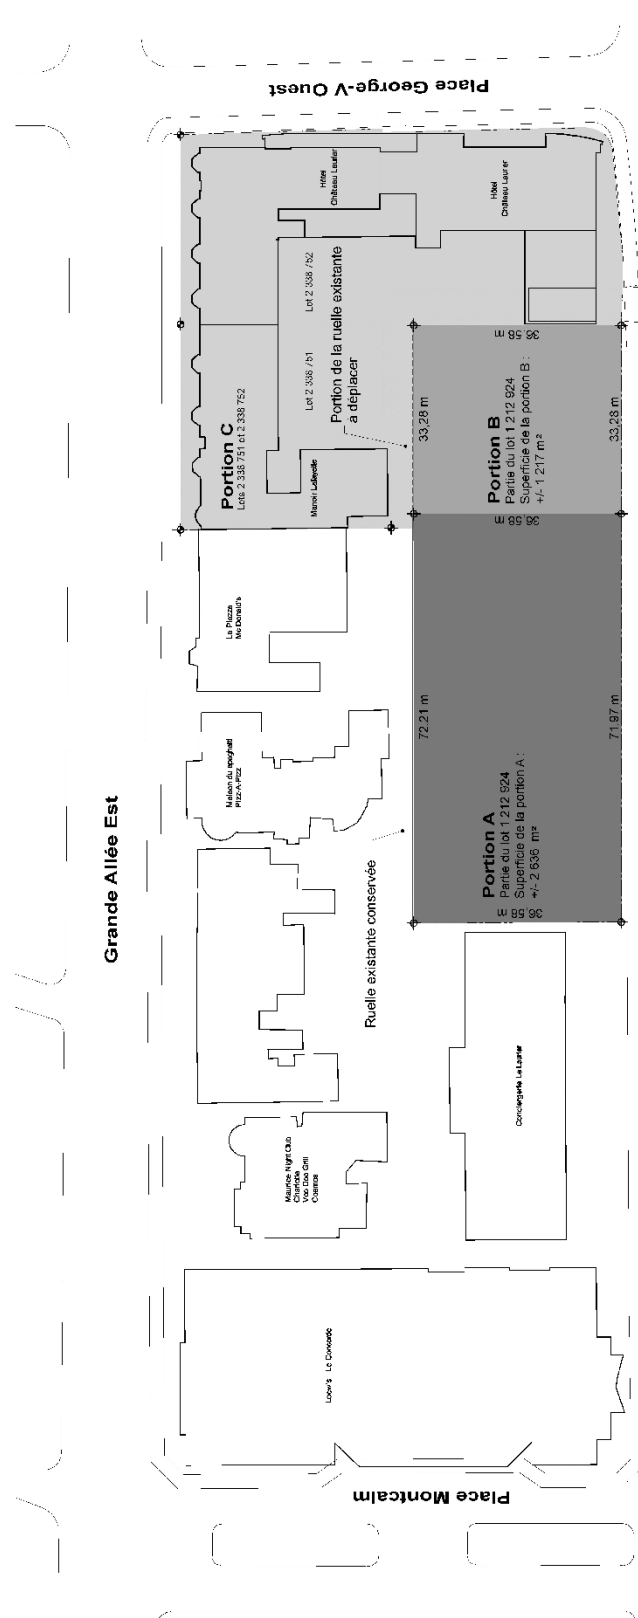 Place George-V Ouest
Hôtel
Château Laurier
Hôtel
Château Laurier
Lot 2 338 752
Lot 2 338 751
Portion de la ruelle existante
à déplacer
Portion C
Lots 2 338 751 et 2 338 752
Manoir Lafayette
36,58 m
33,28 m
33,28 m
Portion B
Partie du lot 1 212 924
Superficie de la portion B :
+/- 1 217 m²
36,58 m
La Piazza
Mc Donald's
72.21 m
71,97 m
Maison du spaghetti
Pizz-A-Pizz
Grande Allée Est
Portion A
Partie du lot 1 212 924
Superficie de la portion A :
+/- 2 636 m²
36,58 m
Ruelle existante conservée
Conciergerie Le Laurier
Maurice Night Club
Charlotte
Voo Doo Grill
Cosmos
Loew's Le Concorde
Place Montcalm